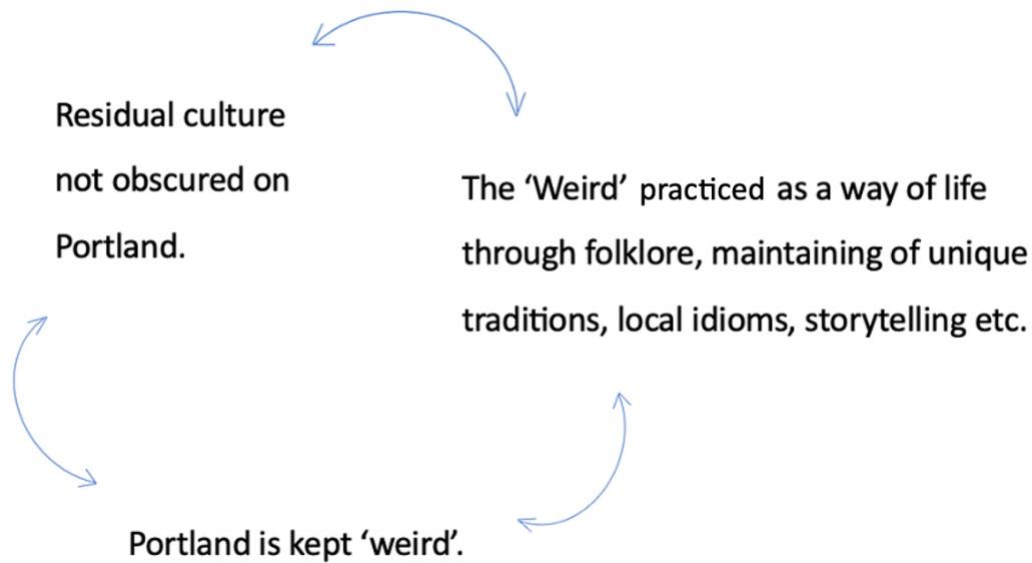 Residual culture
not obscured on
Portland.
The ‘Weird’ practiced as a way of life
through folklore, maintaining of unique
traditions, local idioms, storytelling etc.
Portland is kept ‘weird’.